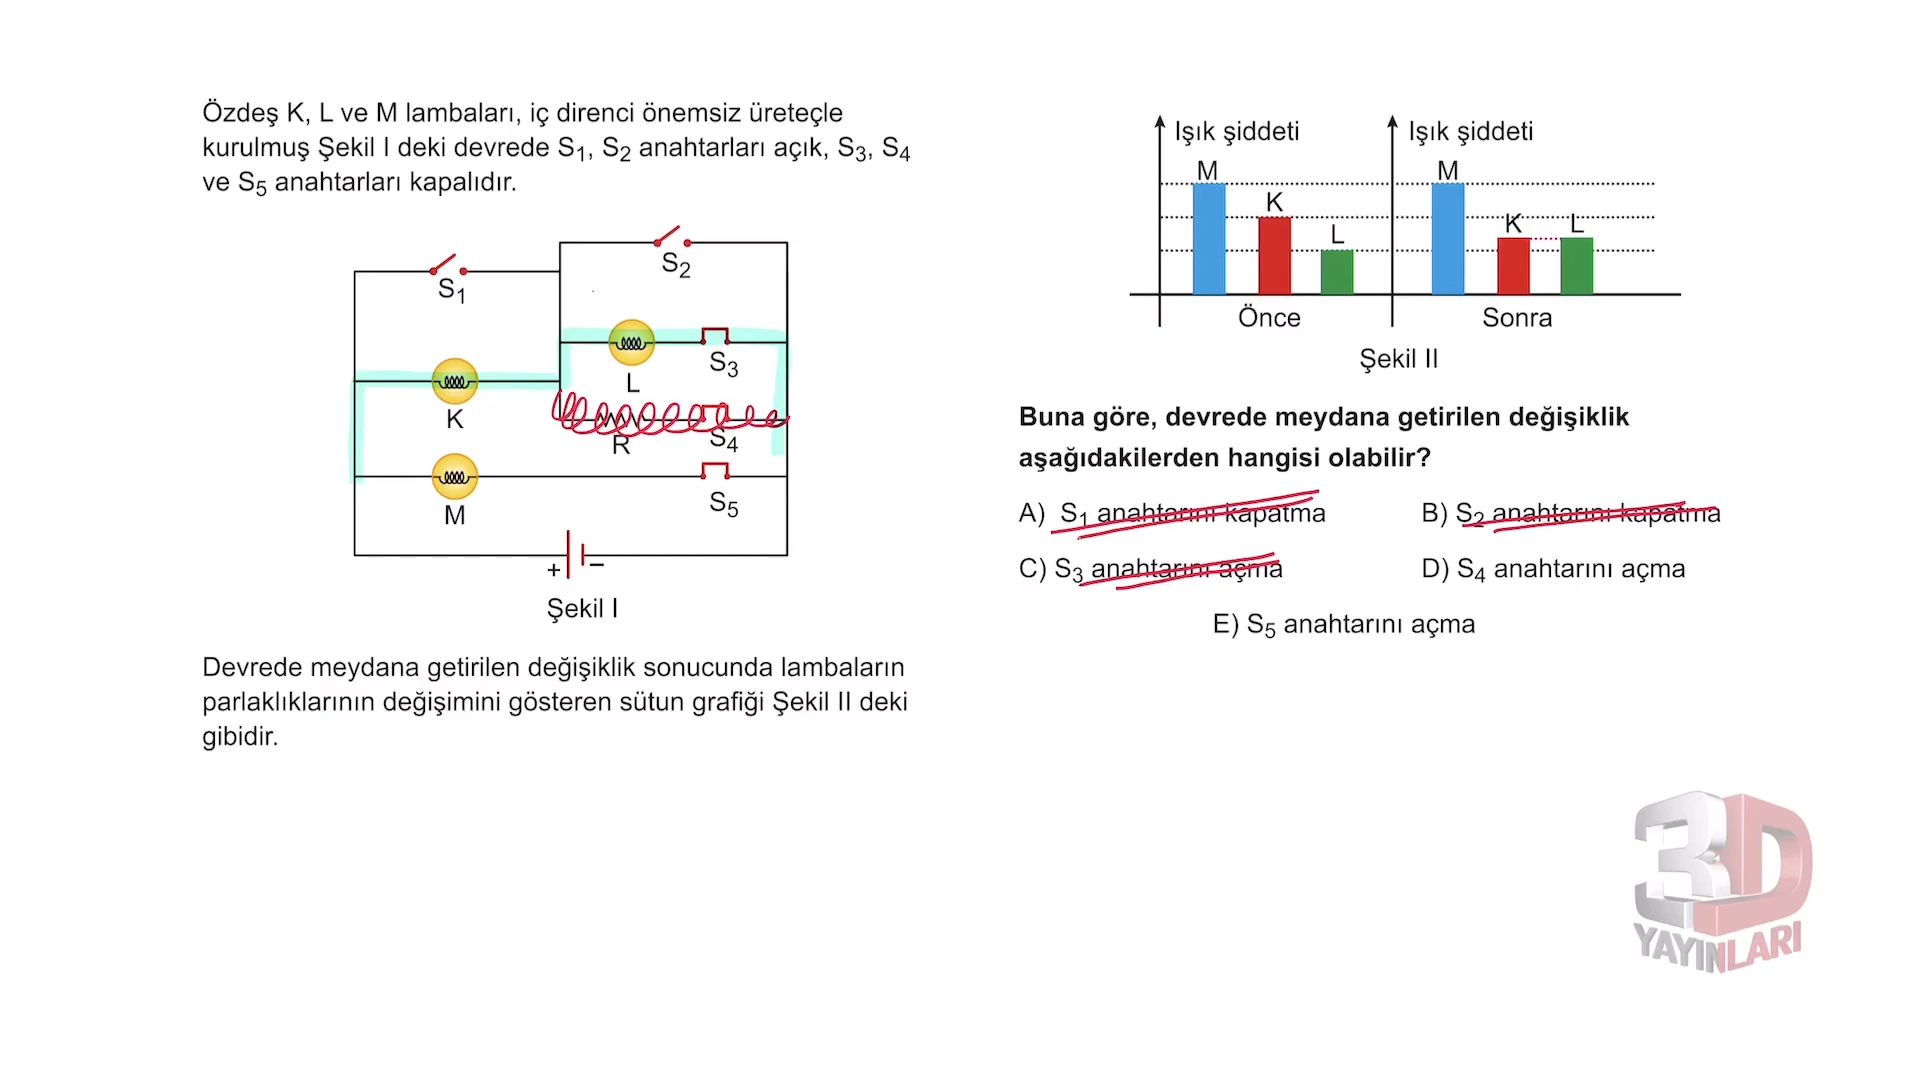 Özdeş K, L ve M lambaları, iç direnci önemsiz üreteçle
kurulmuş Şekil I deki devrede S₁, S₂ anahtarları açık, S₃, S₄
ve S₅ anahtarları kapalıdır.
S₂
S₁
S₃
L
K
S₄
R
S₅
M
+ −
Şekil I
Devrede meydana getirilen değişiklik sonucunda lambaların
parlaklıklarının değişimini gösteren sütun grafiği Şekil II deki
gibidir.
Işık şiddeti Işık şiddeti
M M
K K L
L
Önce Sonra
Şekil II
Buna göre, devrede meydana getirilen değişiklik
aşağıdakilerden hangisi olabilir?
A) S₁ anahtarını kapatma B) S₂ anahtarını kapatma
C) S₃ anahtarını açma D) S₄ anahtarını açma
E) S₅ anahtarını açma
3D
YAYINLARI